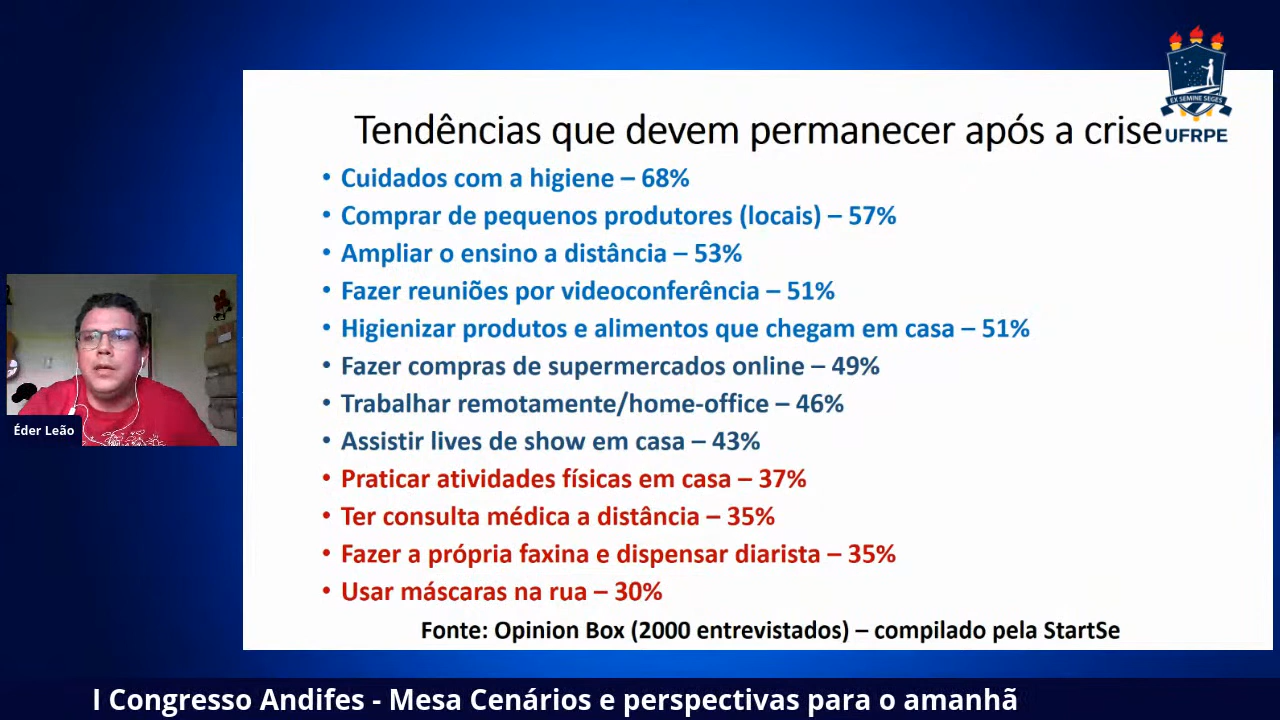 Tendências que devem permanecer após a crise
EX SEMINE SEGES
UFRPE
• Cuidados com a higiene – 68%
• Comprar de pequenos produtores (locais) – 57%
• Ampliar o ensino a distância – 53%
• Fazer reuniões por videoconferência – 51%
• Higienizar produtos e alimentos que chegam em casa – 51%
• Fazer compras de supermercados online – 49%
• Trabalhar remotamente/home-office – 46%
• Assistir lives de show em casa – 43%
• Praticar atividades físicas em casa – 37%
• Ter consulta médica a distância – 35%
• Fazer a própria faxina e dispensar diarista – 35%
• Usar máscaras na rua – 30%
Fonte: Opinion Box (2000 entrevistados) – compilado pela StartSe
Éder Leão
I Congresso Andifes - Mesa Cenários e perspectivas para o amanhã